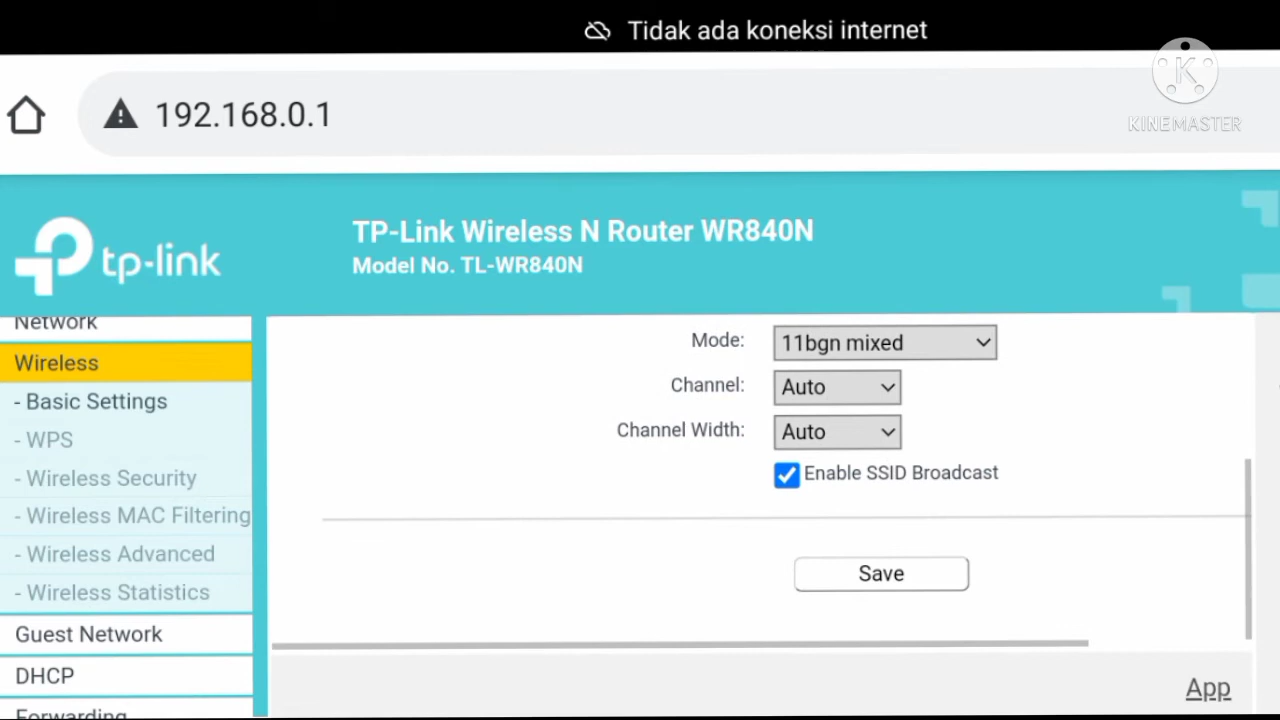 Tidak ada koneksi internet
192.168.0.1
K
KINEMASTER
tp-link
TP-Link Wireless N Router WR840N
Model No. TL-WR840N
Network
Wireless
- Basic Settings
- WPS
- Wireless Security
- Wireless MAC Filtering
- Wireless Advanced
- Wireless Statistics
Guest Network
DHCP
Forwarding
Mode: 11bgn mixed
Channel: Auto
Channel Width: Auto
Enable SSID Broadcast
Save
App